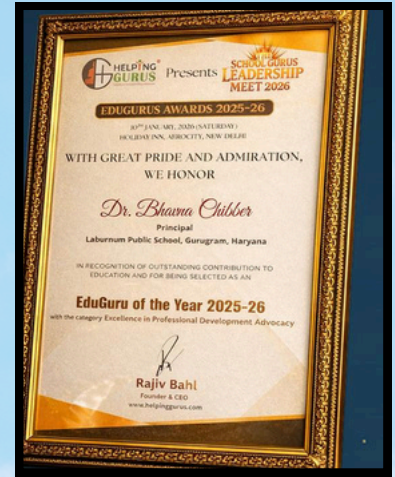 HELPING GURUS
Presents
SCHOOL GURUS
LEADERSHIP
MEET 2026
EDUGURUS AWARDS 2025-26
10TH JANUARY, 2026 (SATURDAY)
HOLIDAY INN, AEROCITY, NEW DELHI
WITH GREAT PRIDE AND ADMIRATION,
WE HONOR
Dr. Bhavna Chibber
Principal
Laburnum Public School, Gurugram, Haryana
IN RECOGNITION OF OUTSTANDING CONTRIBUTION TO
EDUCATION AND FOR BEING SELECTED AS AN
EduGuru of the Year 2025-26
with the category Excellence in Professional Development Advocacy
Rajiv Bahl
Founder & CEO
www.helpinggurus.com